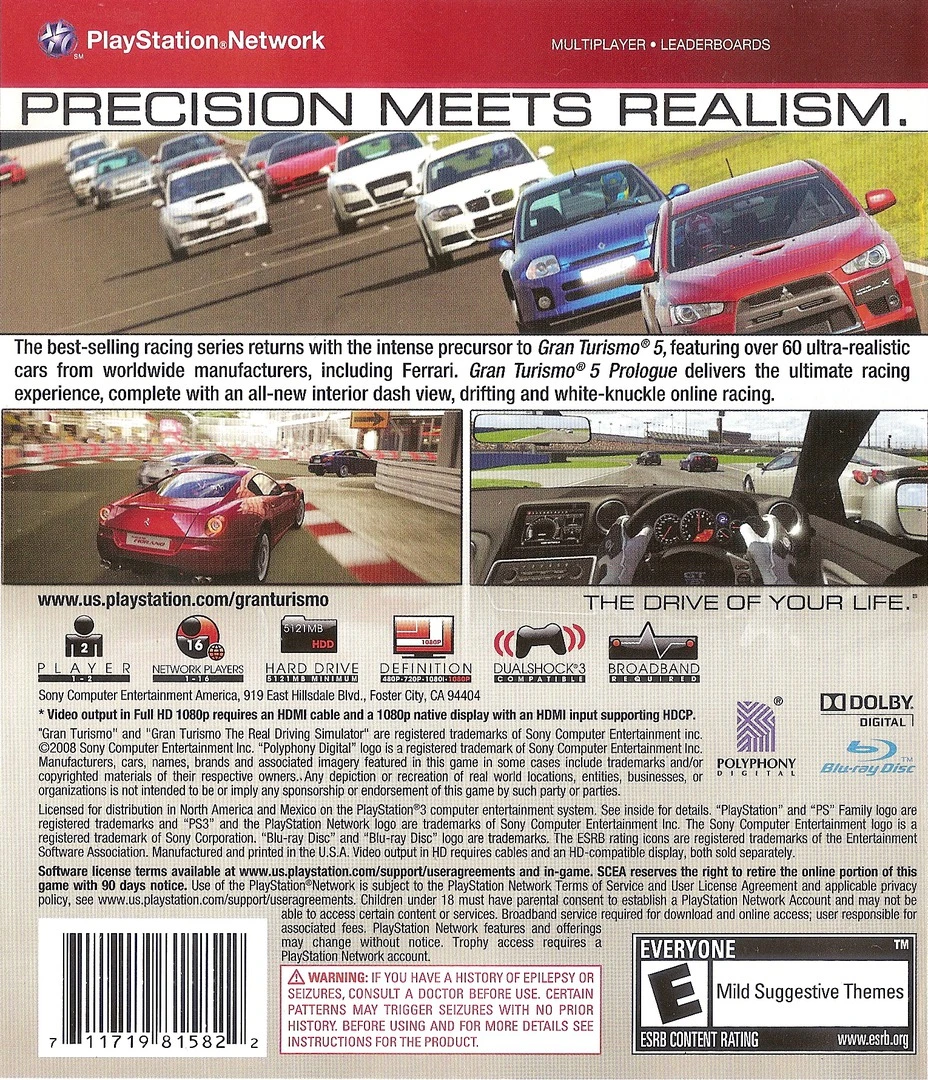 PlayStation®Network
SM
MULTIPLAYER • LEADERBOARDS
PRECISION MEETS REALISM.
The best-selling racing series returns with the intense precursor to Gran Turismo® 5, featuring over 60 ultra-realistic
cars from worldwide manufacturers, including Ferrari. Gran Turismo® 5 Prologue delivers the ultimate racing
experience, complete with an all-new interior dash view, drifting and white-knuckle online racing.
www.us.playstation.com/granturismo
THE DRIVE OF YOUR LIFE.®
2
PLAYER
1-2
16
NETWORK PLAYERS
1-16
5121MB
HDD
HARD DRIVE
5121MB MINIMUM
1080P
DEFINITION
480P·720P·1080i·1080P
DUALSHOCK®3
COMPATIBLE
BROADBAND
REQUIRED
Sony Computer Entertainment America, 919 East Hillsdale Blvd., Foster City, CA 94404
* Video output in Full HD 1080p requires an HDMI cable and a 1080p native display with an HDMI input supporting HDCP.
"Gran Turismo" and "Gran Turismo The Real Driving Simulator" are registered trademarks of Sony Computer Entertainment inc.
©2008 Sony Computer Entertainment Inc. “Polyphony Digital” logo is a registered trademark of Sony Computer Entertainment Inc.
Manufacturers, cars, names, brands and associated imagery featured in this game in some cases include trademarks and/or
copyrighted materials of their respective owners. Any depiction or recreation of real world locations, entities, businesses, or
organizations is not intended to be or imply any sponsorship or endorsement of this game by such party or parties.
®
POLYPHONY
DIGITAL
DOLBY
DIGITAL
TM
Blu-ray Disc
Licensed for distribution in North America and Mexico on the PlayStation®3 computer entertainment system. See inside for details. “PlayStation” and “PS” Family logo are
registered trademarks and “PS3” and the PlayStation Network logo are trademarks of Sony Computer Entertainment Inc. The Sony Computer Entertainment logo is a
registered trademark of Sony Corporation. “Blu-ray Disc” and “Blu-ray Disc” logo are trademarks. The ESRB rating icons are registered trademarks of the Entertainment
Software Association. Manufactured and printed in the U.S.A. Video output in HD requires cables and an HD-compatible display, both sold separately.
Software license terms available at www.us.playstation.com/support/useragreements and in-game. SCEA reserves the right to retire the online portion of this
game with 90 days notice. Use of the PlayStation®Network is subject to the PlayStation Network Terms of Service and User License Agreement and applicable privacy
policy, see www.us.playstation.com/support/useragreements. Children under 18 must have parental consent to establish a PlayStation Network Account and may not be
able to access certain content or services. Broadband service required for download and online access; user responsible for
associated fees. PlayStation Network features and offerings
may change without notice. Trophy access requires a
PlayStation Network account.
WARNING: IF YOU HAVE A HISTORY OF EPILEPSY OR
SEIZURES, CONSULT A DOCTOR BEFORE USE. CERTAIN
PATTERNS MAY TRIGGER SEIZURES WITH NO PRIOR
HISTORY. BEFORE USING AND FOR MORE DETAILS SEE
INSTRUCTIONS FOR THE PRODUCT.
7 11719 81582 2
EVERYONE
TM
E
Mild Suggestive Themes
ESRB CONTENT RATING
www.esrb.org